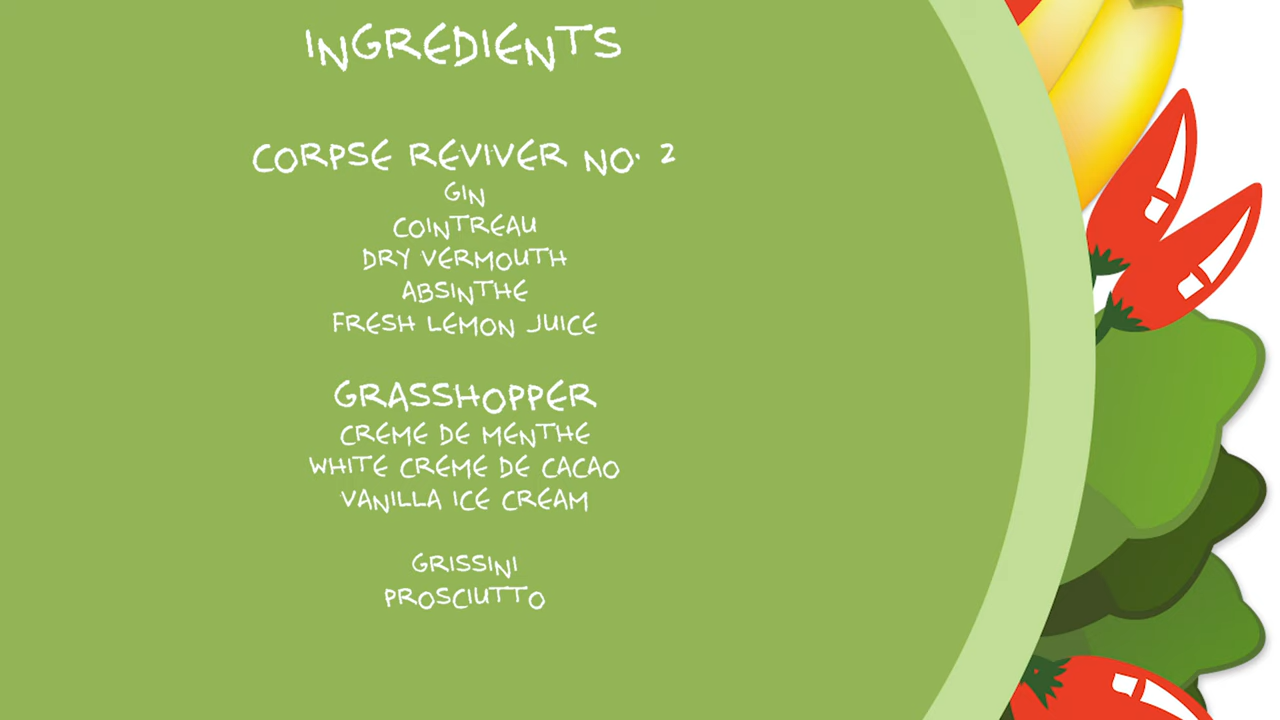 INGREDIENTS
CORPSE REVIVER NO. 2
GIN
COINTREAU
DRY VERMOUTH
ABSINTHE
FRESH LEMON JUICE
GRASSHOPPER
CREME DE MENTHE
WHITE CREME DE CACAO
VANILLA ICE CREAM
GRISSINI
PROSCIUTTO